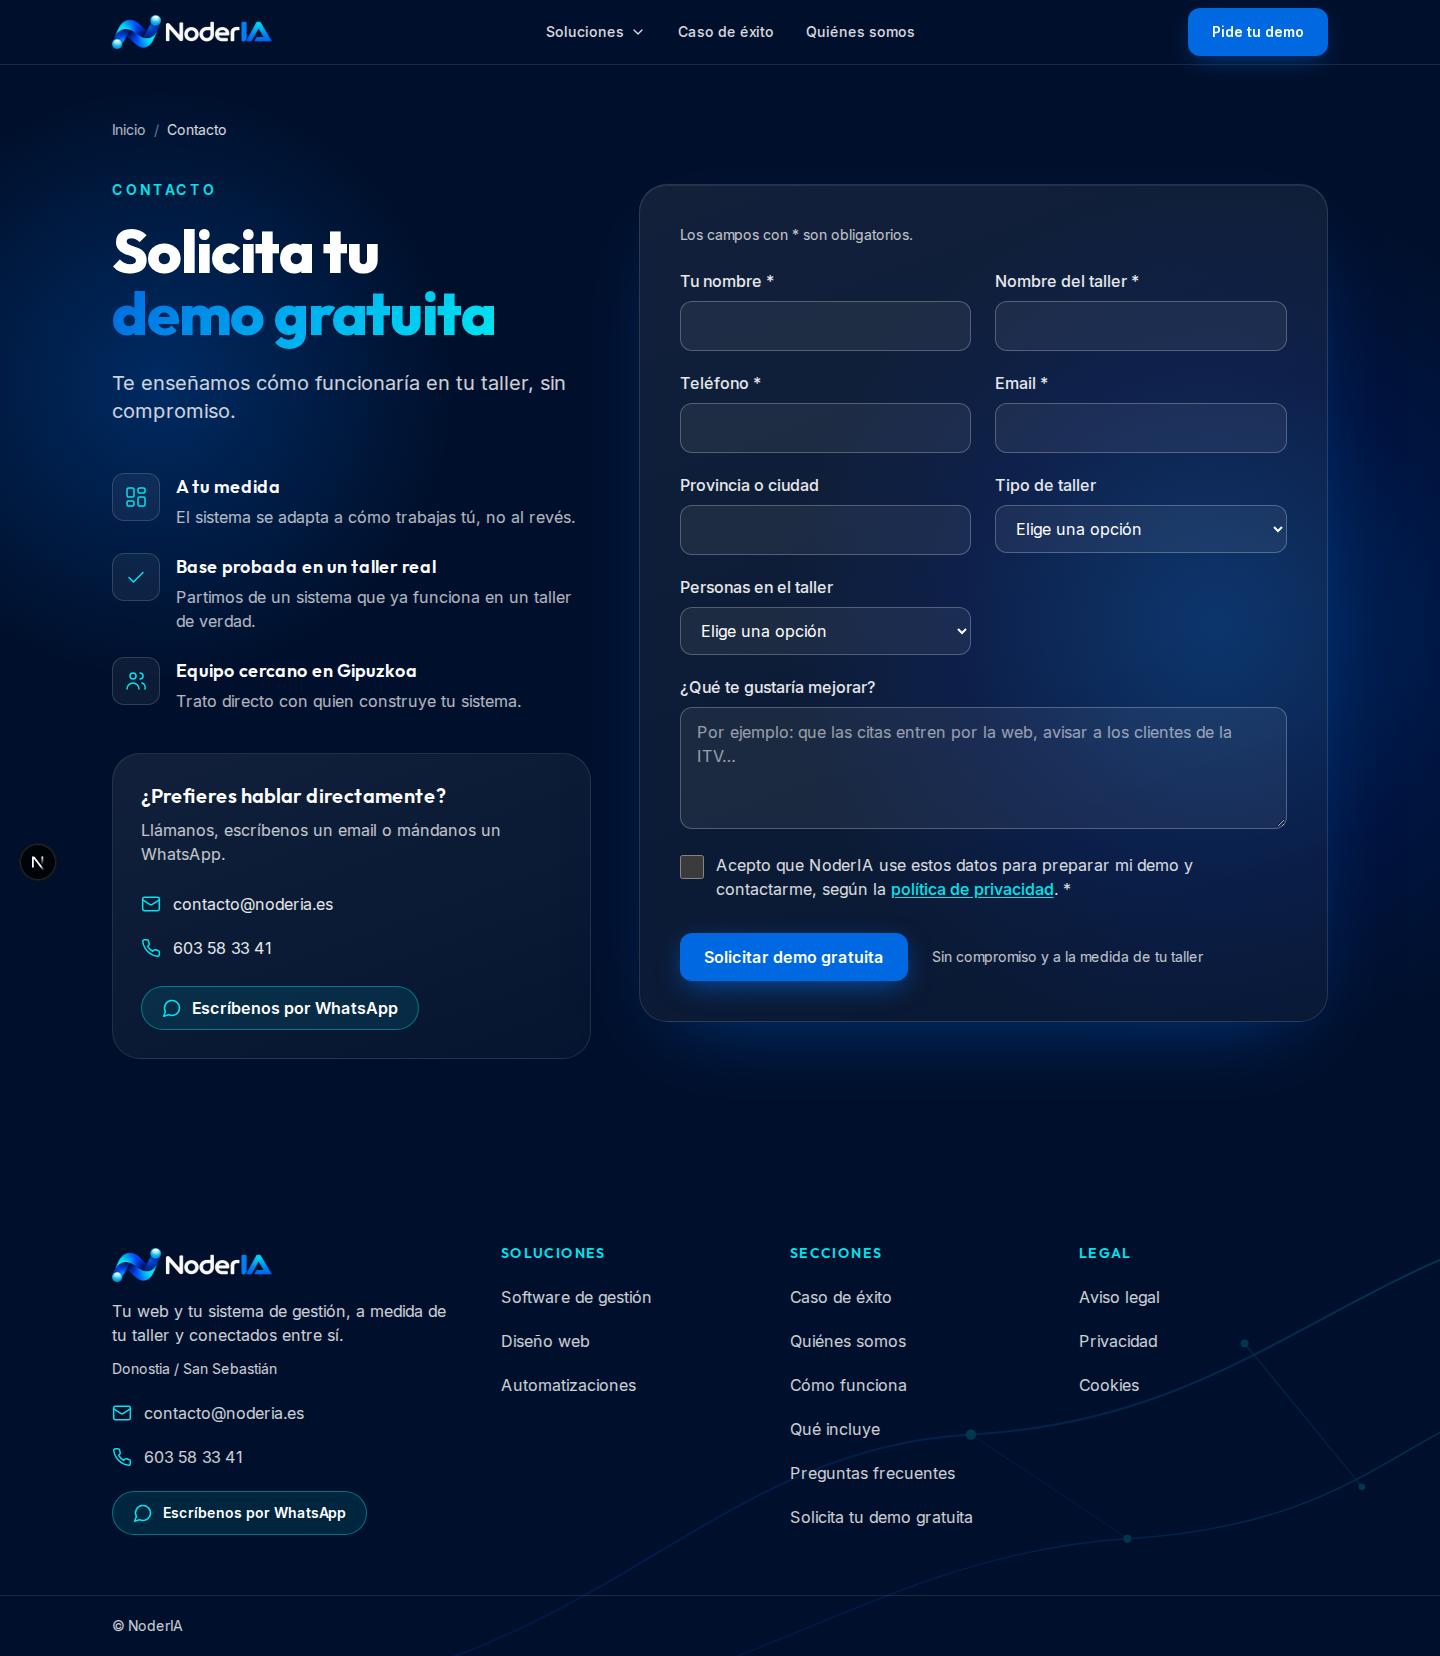 NoderIA
Soluciones
Caso de éxito
Quiénes somos
Pide tu demo
Inicio / Contacto
CONTACTO
Solicita tu
demo gratuita
Te enseñamos cómo funcionaría en tu taller, sin
compromiso.
A tu medida
El sistema se adapta a cómo trabajas tú, no al revés.
Base probada en un taller real
Partimos de un sistema que ya funciona en un taller
de verdad.
Equipo cercano en Gipuzkoa
Trato directo con quien construye tu sistema.
¿Prefieres hablar directamente?
Llámanos, escríbenos un email o mándanos un
WhatsApp.
contacto@noderia.es
603 58 33 41
Escríbenos por WhatsApp
Los campos con * son obligatorios.
Tu nombre *
Nombre del taller *
Teléfono *
Email *
Provincia o ciudad
Tipo de taller
Elige una opción
Personas en el taller
Elige una opción
¿Qué te gustaría mejorar?
Por ejemplo: que las citas entren por la web, avisar a los clientes de la
ITV...
Acepto que NoderIA use estos datos para preparar mi demo y
contactarme, según la política de privacidad. *
Solicitar demo gratuita
Sin compromiso y a la medida de tu taller
N
NoderIA
Tu web y tu sistema de gestión, a medida de
tu taller y conectados entre sí.
Donostia / San Sebastián
contacto@noderia.es
603 58 33 41
Escríbenos por WhatsApp
SOLUCIONES
Software de gestión
Diseño web
Automatizaciones
SECCIONES
Caso de éxito
Quiénes somos
Cómo funciona
Qué incluye
Preguntas frecuentes
Solicita tu demo gratuita
LEGAL
Aviso legal
Privacidad
Cookies
© NoderIA